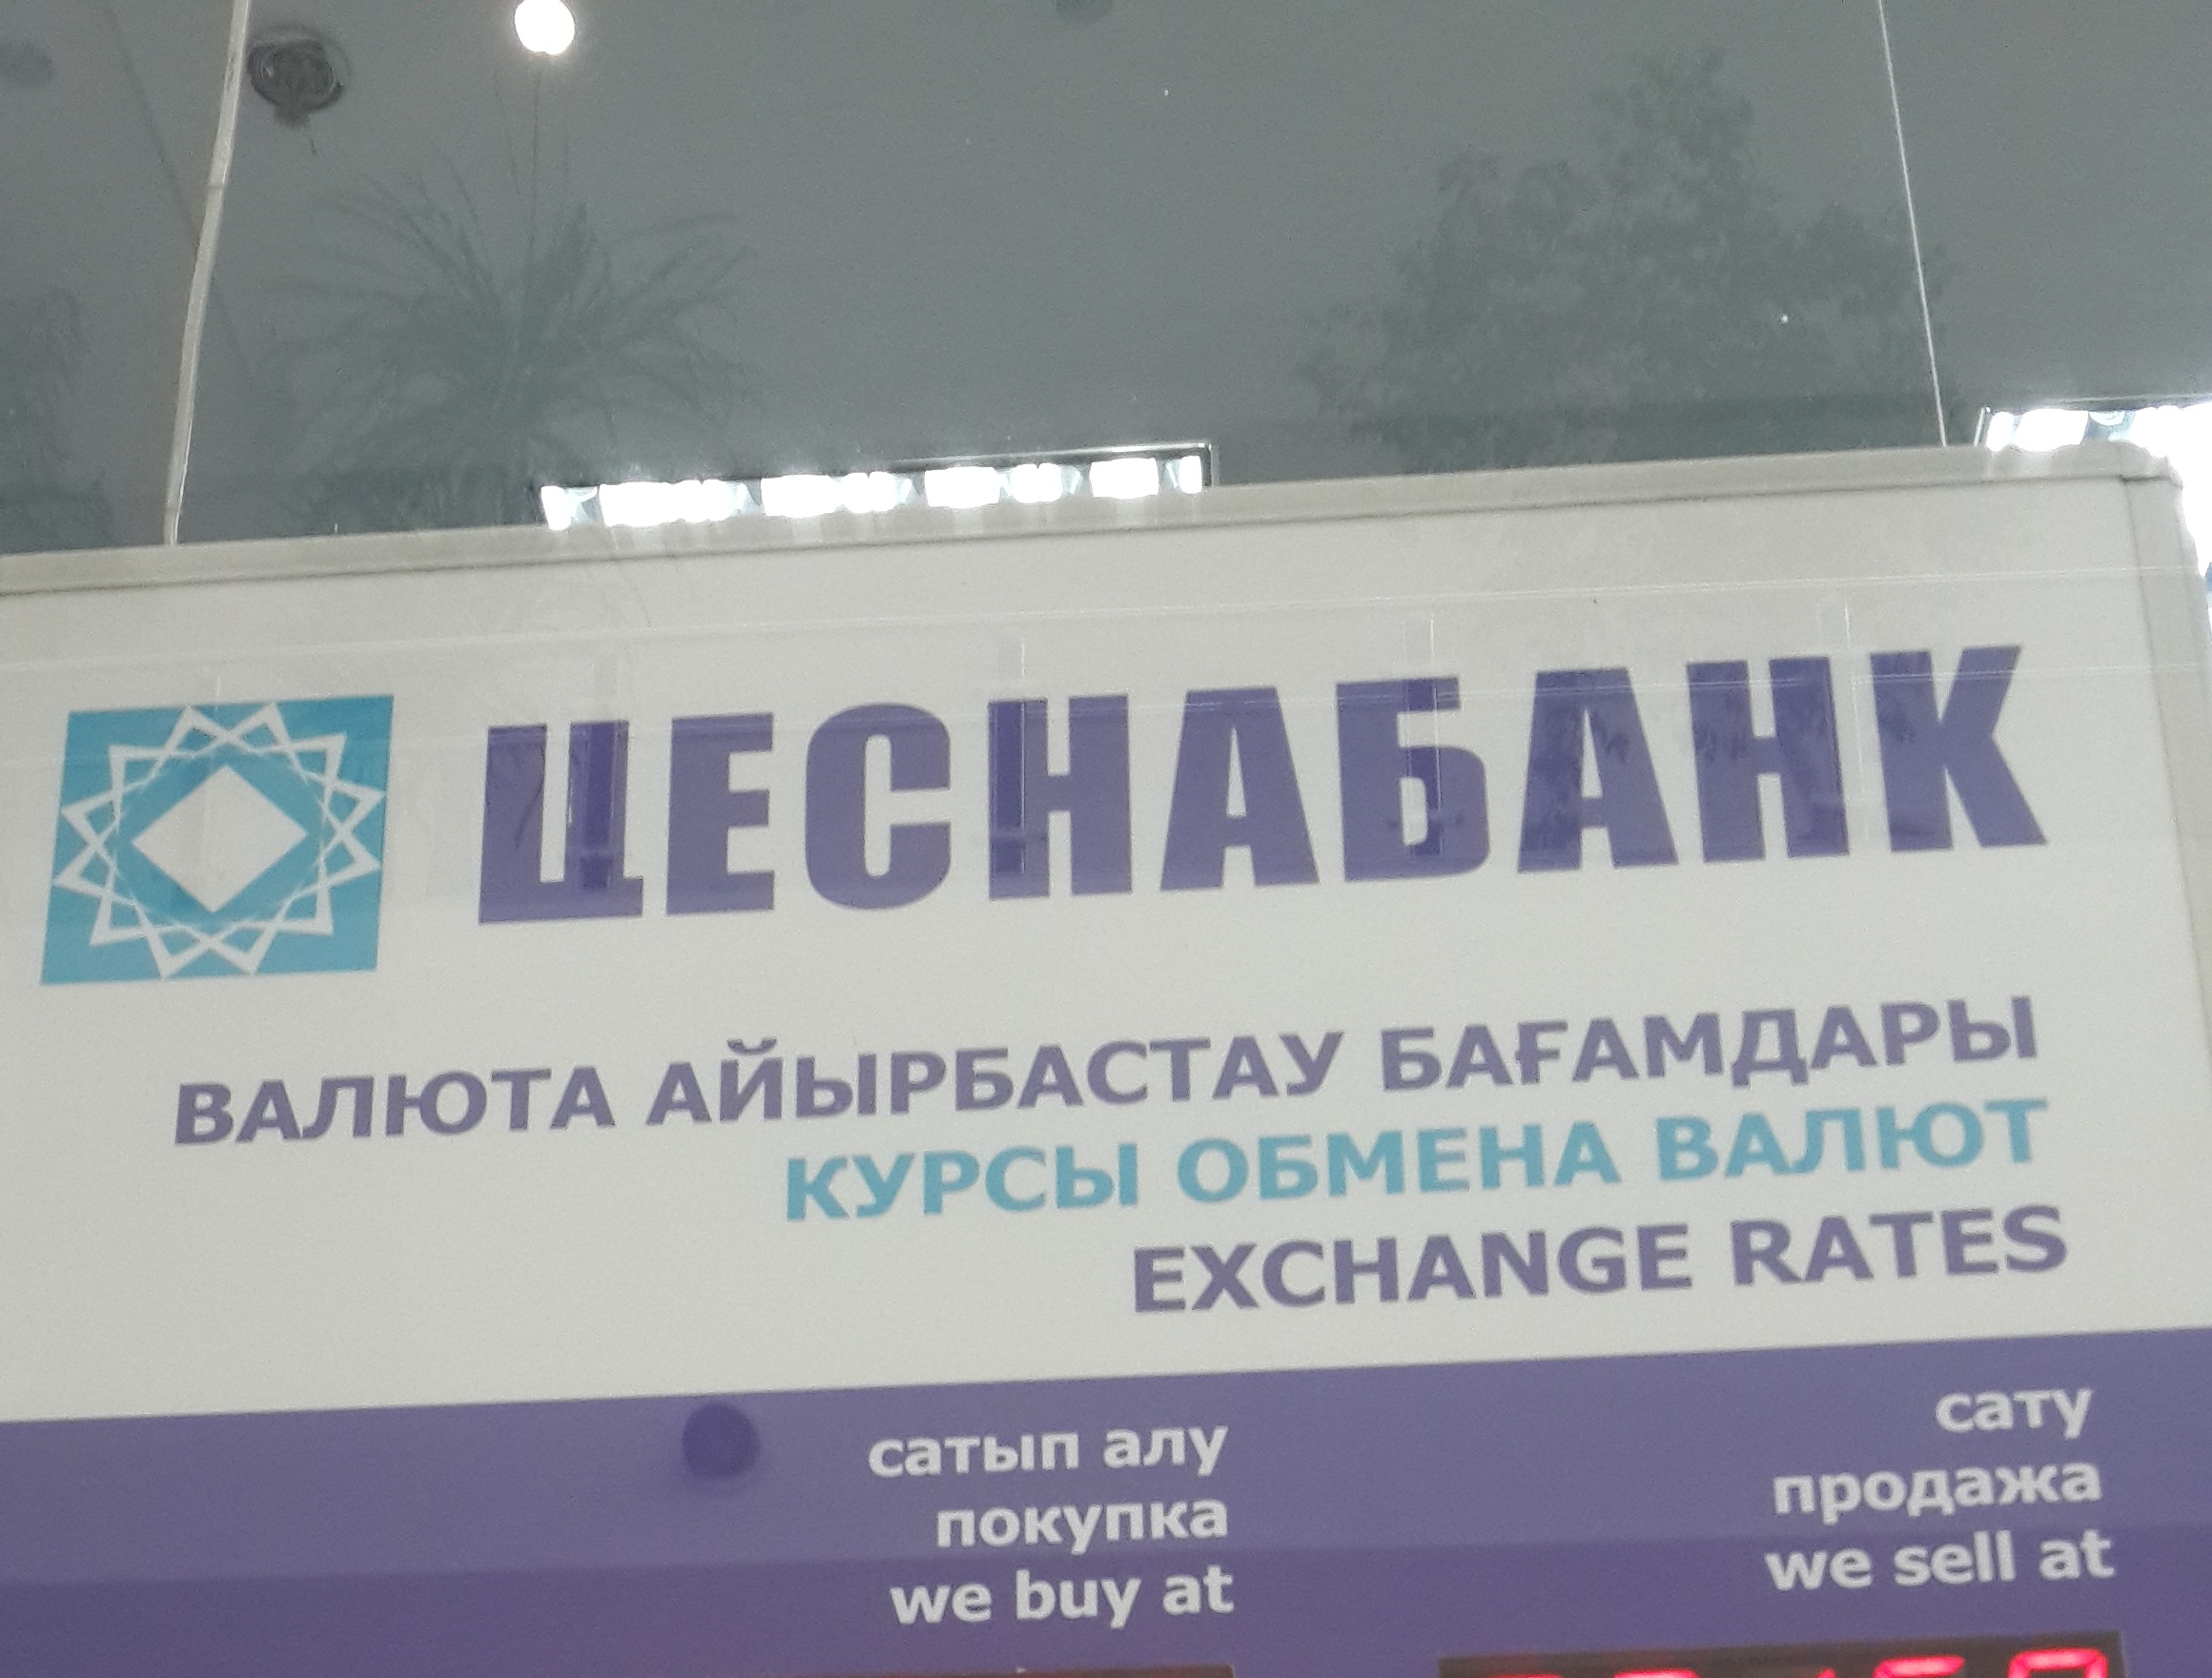 ЦЕСНАБАНК
ВАЛЮТА АЙЫРБАСТАУ БАҒАМДАРЫ
КУРСЫ ОБМЕНА ВАЛЮТ
EXCHANGE RATES
сатып алу
покупка
we buy at
сату
продажа
we sell at